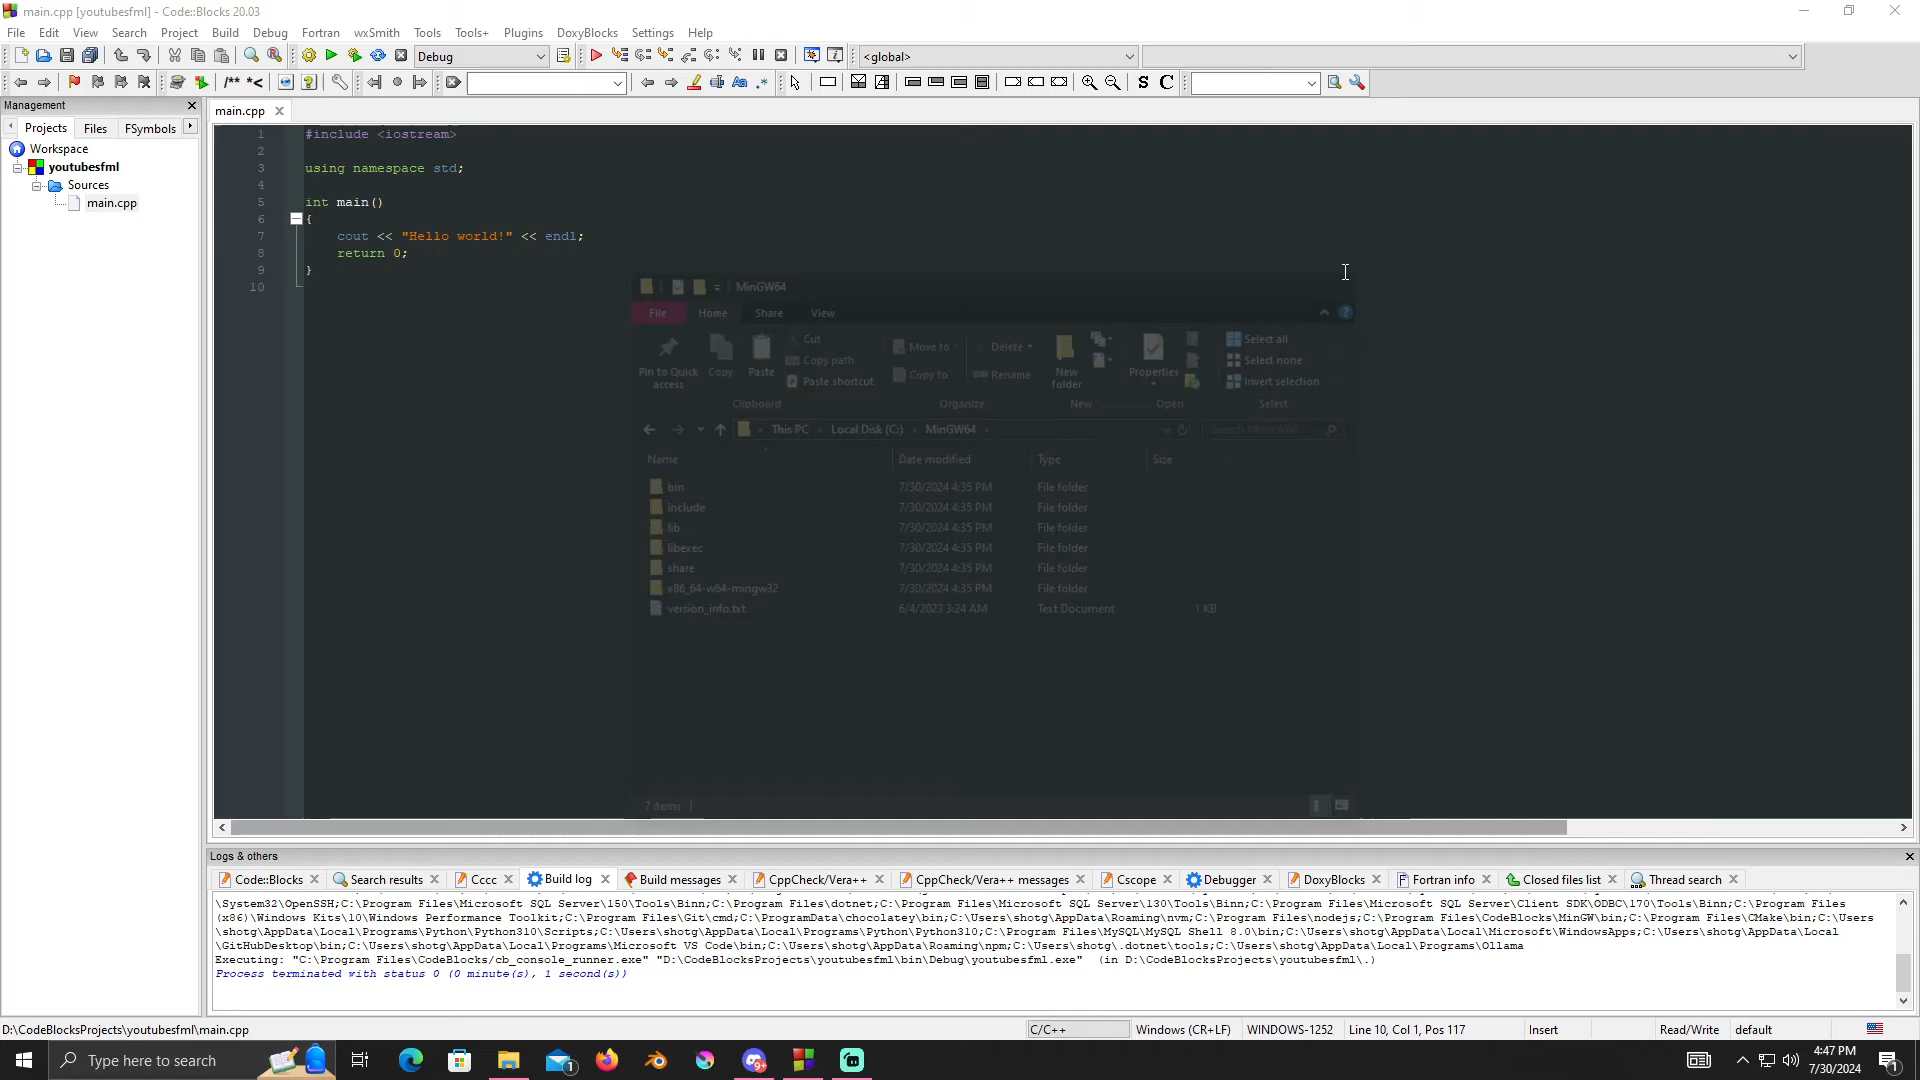 main.cpp [youtubesfml] - Code::Blocks 20.03
File Edit View Search Project Build Debug Fortran wxSmith Tools Tools+ Plugins DoxyBlocks Settings Help
Debug <global>
/** *< Aa .* S C
Management
Projects Files FSymbols
Workspace
youtubesfml
Sources
main.cpp
main.cpp
1 #include <iostream>
2
3 using namespace std;
4
5 int main()
6 {
7 cout << "Hello world!" << endl;
8 return 0;
9 }
10
MinGW64
File Home Share View
Pin to Quick access
Copy
Paste
Cut
Copy path
Paste shortcut
Move to
Copy to
Delete
Rename
New folder
Properties
Select all
Select none
Invert selection
Clipboard Organize New Open Select
This PC Local Disk (C:) MinGW64 Search MinGW64
Name Date modified Type Size
bin 7/30/2024 4:35 PM File folder
include 7/30/2024 4:35 PM File folder
lib 7/30/2024 4:35 PM File folder
libexec 7/30/2024 4:35 PM File folder
share 7/30/2024 4:35 PM File folder
x86_64-w64-mingw32 7/30/2024 4:35 PM File folder
version_info.txt 6/4/2023 3:24 AM Text Document 1 KB
7 items
Logs & others
Code::Blocks Search results Cccc Build log Build messages CppCheck/Vera++ CppCheck/Vera++ messages Cscope Debugger DoxyBlocks Fortran info Closed files list Thread search
\System32\OpenSSH;C:\Program Files\Microsoft SQL Server\150\Tools\Binn;C:\Program Files\dotnet;C:\Program Files\Microsoft SQL Server\130\Tools\Binn;C:\Program Files\Microsoft SQL Server\Client SDK\ODBC\170\Tools\Binn;C:\Program Files
(x86)\Windows Kits\10\Windows Performance Toolkit;C:\Program Files\Git\cmd;C:\ProgramData\chocolatey\bin;C:\Users\shotg\AppData\Roaming\nvm;C:\Program Files\nodejs;C:\Program Files\CodeBlocks\MinGW\bin;C:\Program Files\CMake\bin;C:\Users
\shotg\AppData\Local\Programs\Python\Python310\Scripts;C:\Users\shotg\AppData\Local\Programs\Python\Python310;C:\Program Files\MySQL\MySQL Shell 8.0\bin;C:\Users\shotg\AppData\Local\Microsoft\WindowsApps;C:\Users\shotg\AppData\Local
\GitHubDesktop\bin;C:\Users\shotg\AppData\Local\Programs\Microsoft VS Code\bin;C:\Users\shotg\AppData\Roaming\npm;C:\Users\shotg\.dotnet\tools;C:\Users\shotg\AppData\Local\Programs\Ollama
Executing: "C:\Program Files\CodeBlocks/cb_console_runner.exe" "D:\CodeBlocksProjects\youtubesfml\bin\Debug\youtubesfml.exe" (in D:\CodeBlocksProjects\youtubesfml\.)
Process terminated with status 0 (0 minute(s), 1 second(s))
D:\CodeBlocksProjects\youtubesfml\main.cpp C/C++ Windows (CR+LF) WINDOWS-1252 Line 10, Col 1, Pos 117 Insert Read/Write default
Type here to search
1
9+
4:47 PM
7/30/2024
1